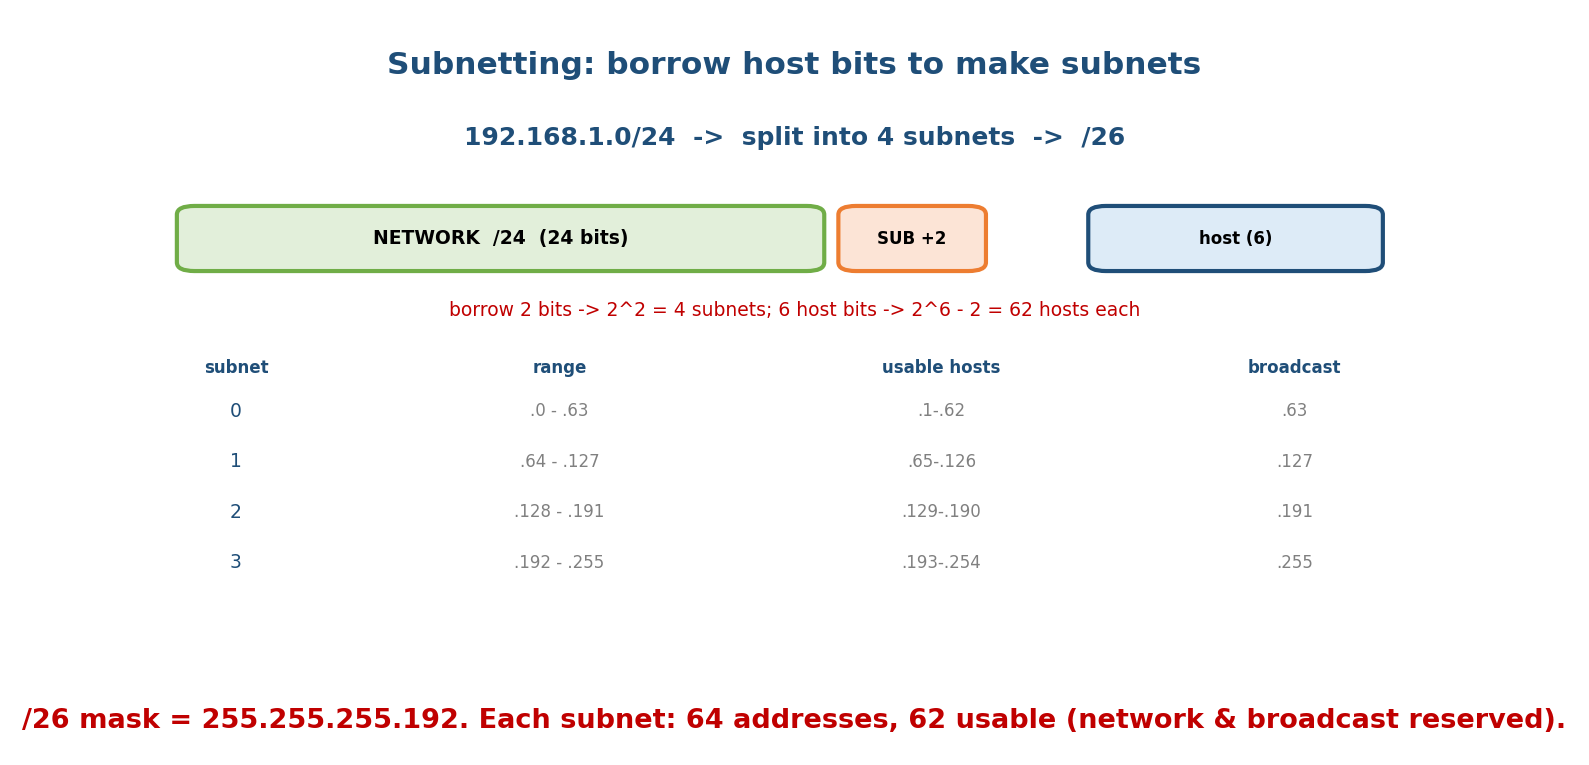 Subnetting: borrow host bits to make subnets
192.168.1.0/24 -> split into 4 subnets -> /26
NETWORK /24 (24 bits) SUB +2 host (6)
borrow 2 bits -> 2^2 = 4 subnets; 6 host bits -> 2^6 - 2 = 62 hosts each
subnet range usable hosts broadcast
0 .0 - .63 .1-.62 .63
1 .64 - .127 .65-.126 .127
2 .128 - .191 .129-.190 .191
3 .192 - .255 .193-.254 .255
/26 mask = 255.255.255.192. Each subnet: 64 addresses, 62 usable (network & broadcast reserved).